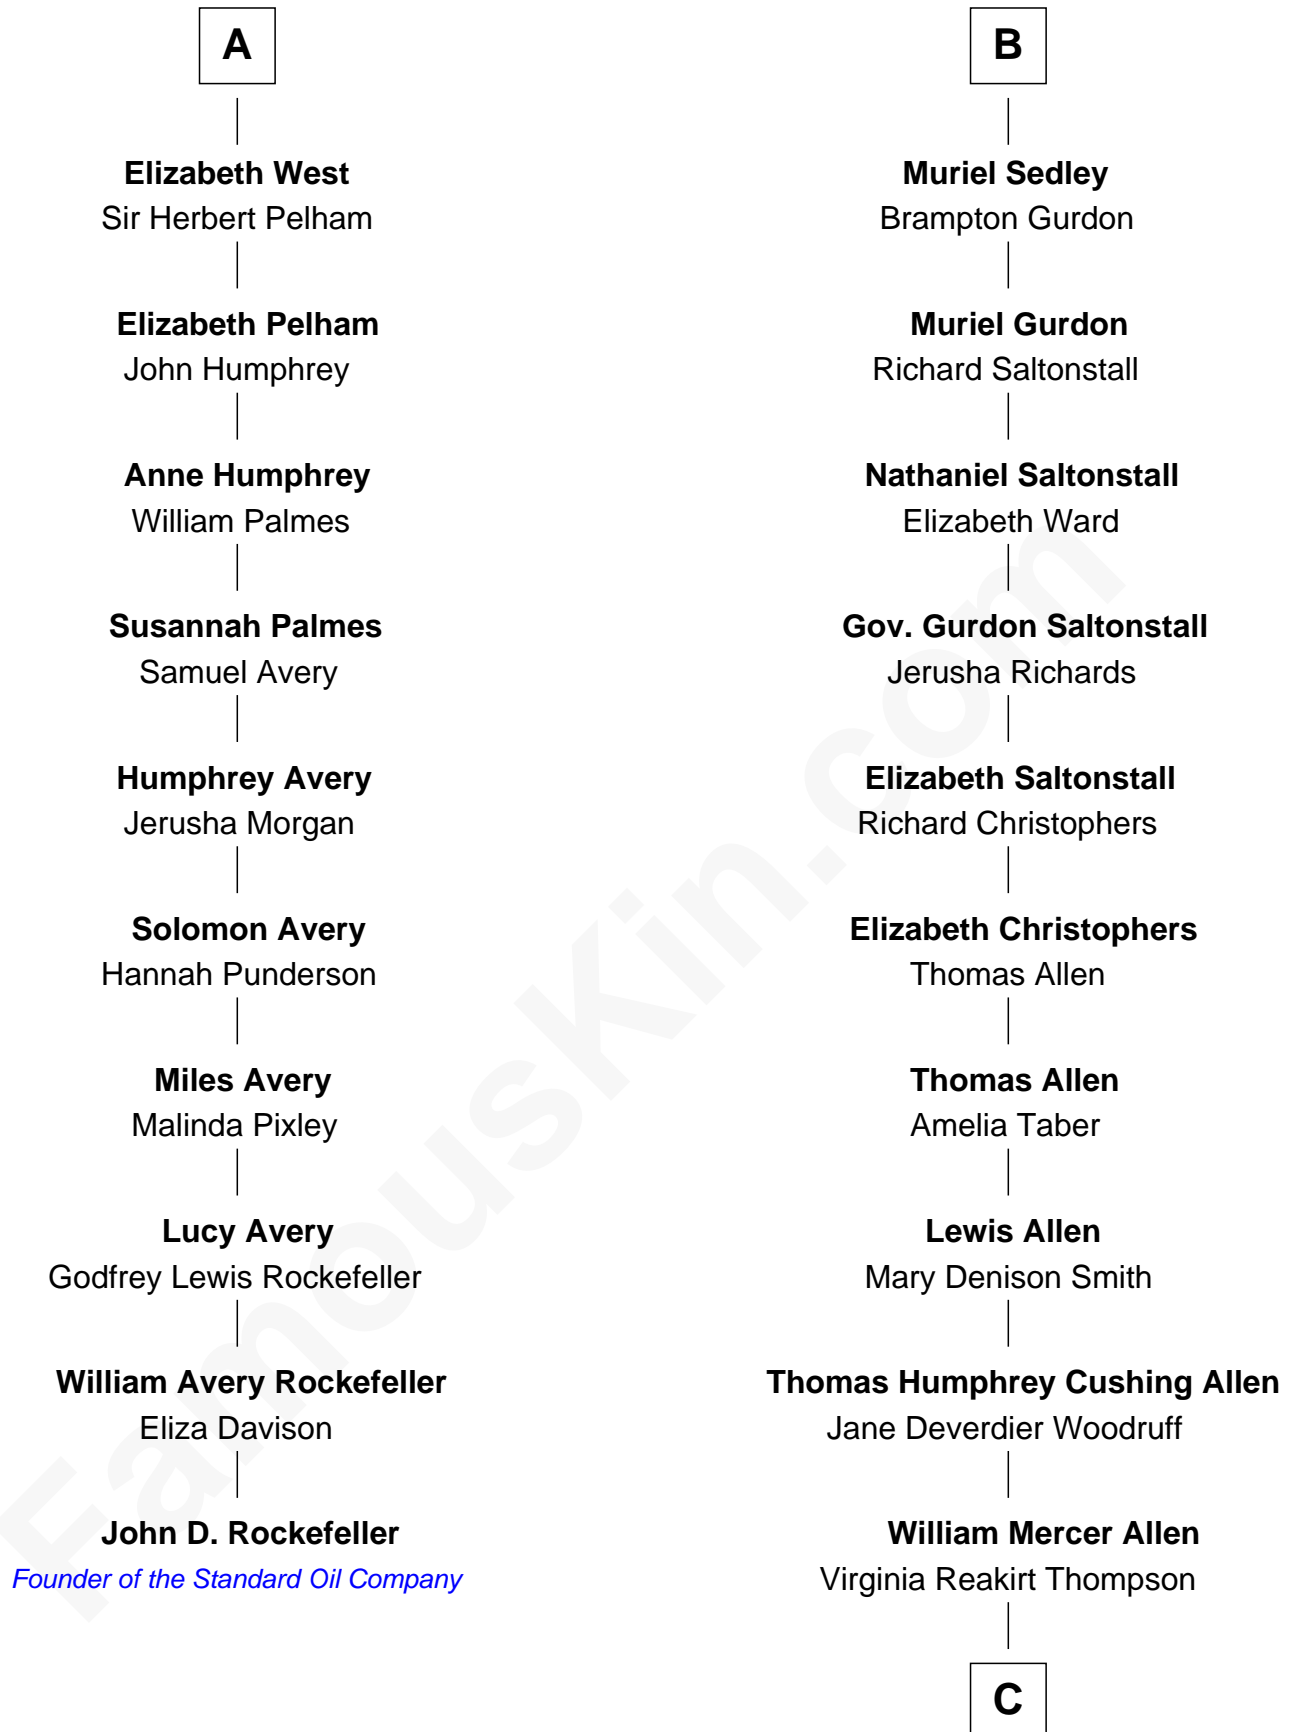 A
Elizabeth West
Sir Herbert Pelham
Elizabeth Pelham
John Humphrey
Anne Humphrey
William Palmes
Susannah Palmes
Samuel Avery
Humphrey Avery
Jerusha Morgan
Solomon Avery
Hannah Punderson
Miles Avery
Malinda Pixley
Lucy Avery
Godfrey Lewis Rockefeller
William Avery Rockefeller
Eliza Davison
John D. Rockefeller
Founder of the Standard Oil Company
B
Muriel Sedley
Brampton Gurdon
Muriel Gurdon
Richard Saltonstall
Nathaniel Saltonstall
Elizabeth Ward
Gov. Gurdon Saltonstall
Jerusha Richards
Elizabeth Saltonstall
Richard Christophers
Elizabeth Christophers
Thomas Allen
Thomas Allen
Amelia Taber
Lewis Allen
Mary Denison Smith
Thomas Humphrey Cushing Allen
Jane Deverdier Woodruff
William Mercer Allen
Virginia Reakirt Thompson
C
FamousKin.com